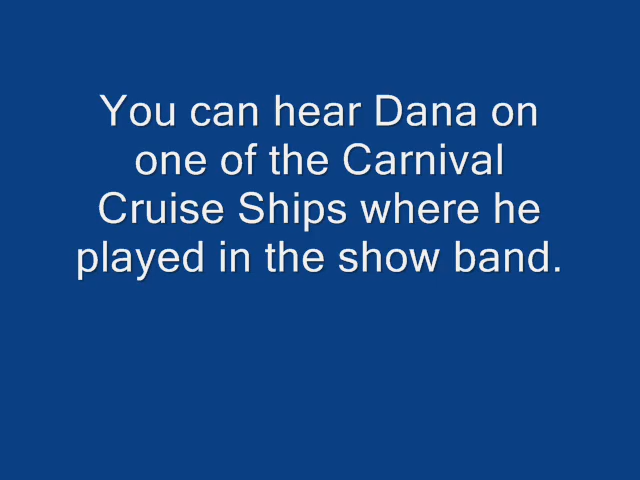 You can hear Dana on
one of the Carnival
Cruise Ships where he
played in the show band.